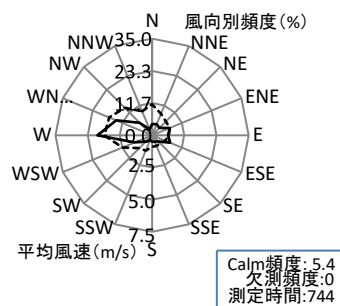 N 風向別頻度(%)
35.0
NNW NNE
NW 23.3 NE
WN... 11.7 ENE
W 0.0 E
WSW 2.5 ESE
SW 5.0 SE
SSW SSE
平均風速(m/s) 7.5 S
Calm頻度: 5.4
欠測頻度:0
測定時間:744